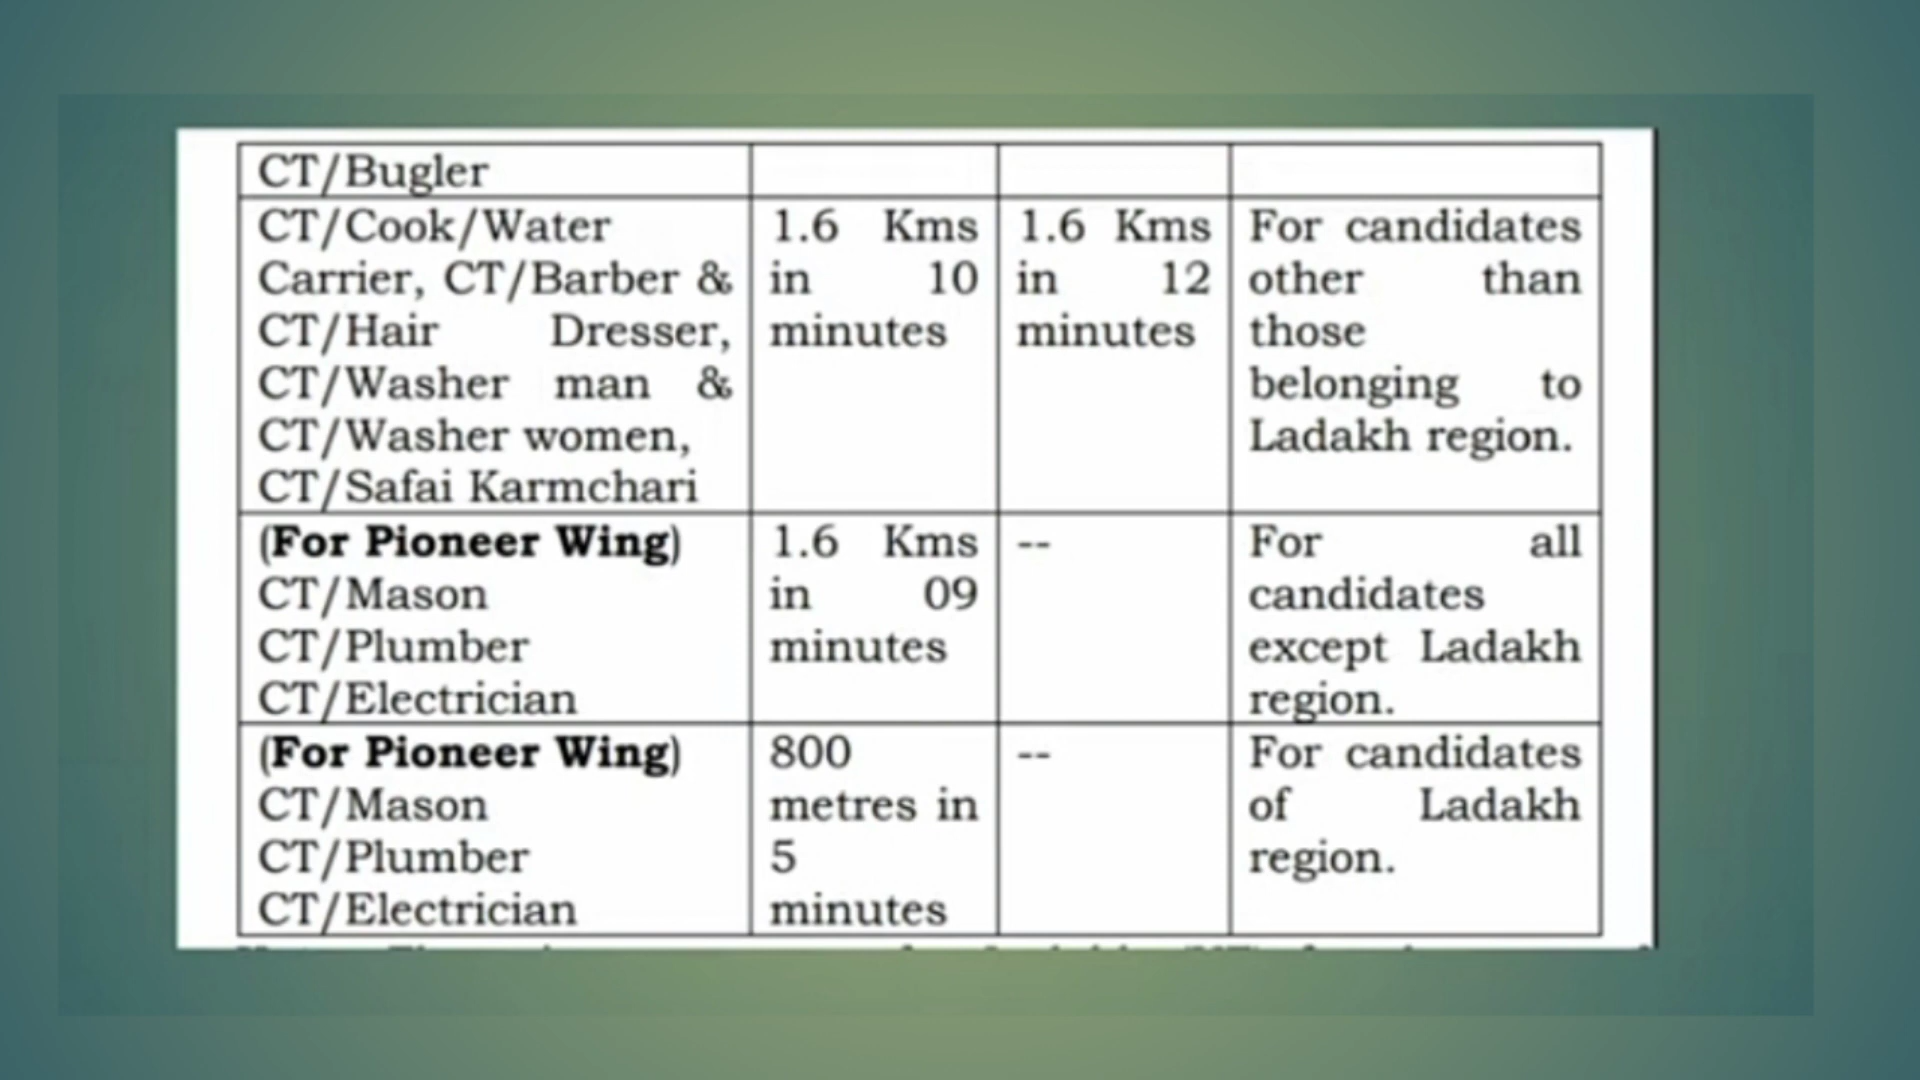 CT/Bugler
CT/Cook/Water
Carrier, CT/Barber &
CT/Hair Dresser,
CT/Washer man &
CT/Washer women,
CT/Safai Karmchari
1.6 Kms
in 10
minutes
1.6 Kms
in 12
minutes
For candidates
other than
those
belonging to
Ladakh region.
(For Pioneer Wing)
CT/Mason
CT/Plumber
CT/Electrician
1.6 Kms
in 09
minutes
--
For all
candidates
except Ladakh
region.
(For Pioneer Wing)
CT/Mason
CT/Plumber
CT/Electrician
800
metres in
5
minutes
--
For candidates
of Ladakh
region.